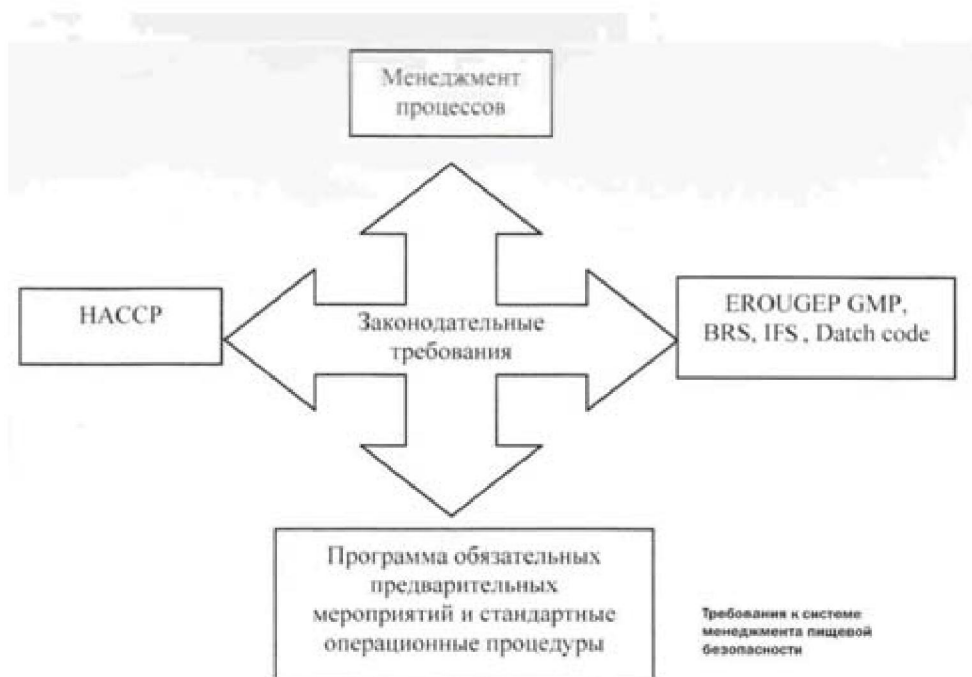 Менеджмент
процессов
HACCP
Законодательные
требования
EROUGEP GMP,
BRS, IFS, Datch code
Программа обязательных
предварительных
мероприятий и стандартные
операционные процедуры
Требования к системе
менеджмента пищевой
безопасности